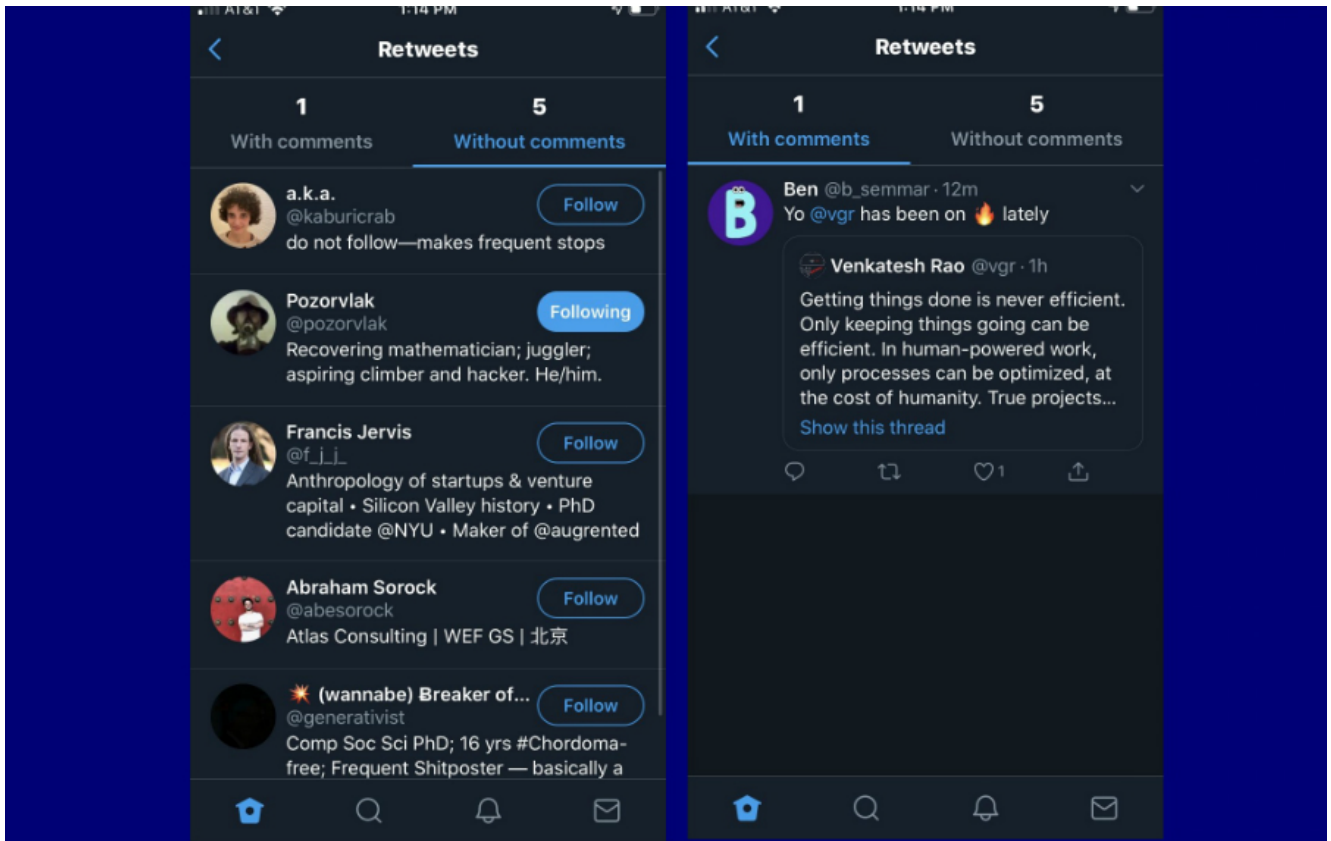 AT&T 1:14 PM
Retweets
1 5
With comments Without comments
a.k.a.
@kaburicrab
Follow
do not follow—makes frequent stops
Pozorvlak
@pozorvlak
Following
Recovering mathematician; juggler;
aspiring climber and hacker. He/him.
Francis Jervis
@f_j_j_
Follow
Anthropology of startups & venture
capital • Silicon Valley history • PhD
candidate @NYU • Maker of @augrented
Abraham Sorock
@abesorock
Follow
Atlas Consulting | WEF GS | 北京
💥 (wannabe) Ƀreaker of...
@generativist
Follow
Comp Soc Sci PhD; 16 yrs #Chordoma-
free; Frequent Shitposter — basically a
AT&T 1:14 PM
Retweets
1 5
With comments Without comments
B
Ben @b_semmar · 12m
Yo @vgr has been on 🔥 lately
Venkatesh Rao @vgr · 1h
Getting things done is never efficient.
Only keeping things going can be
efficient. In human-powered work,
only processes can be optimized, at
the cost of humanity. True projects...
Show this thread
1